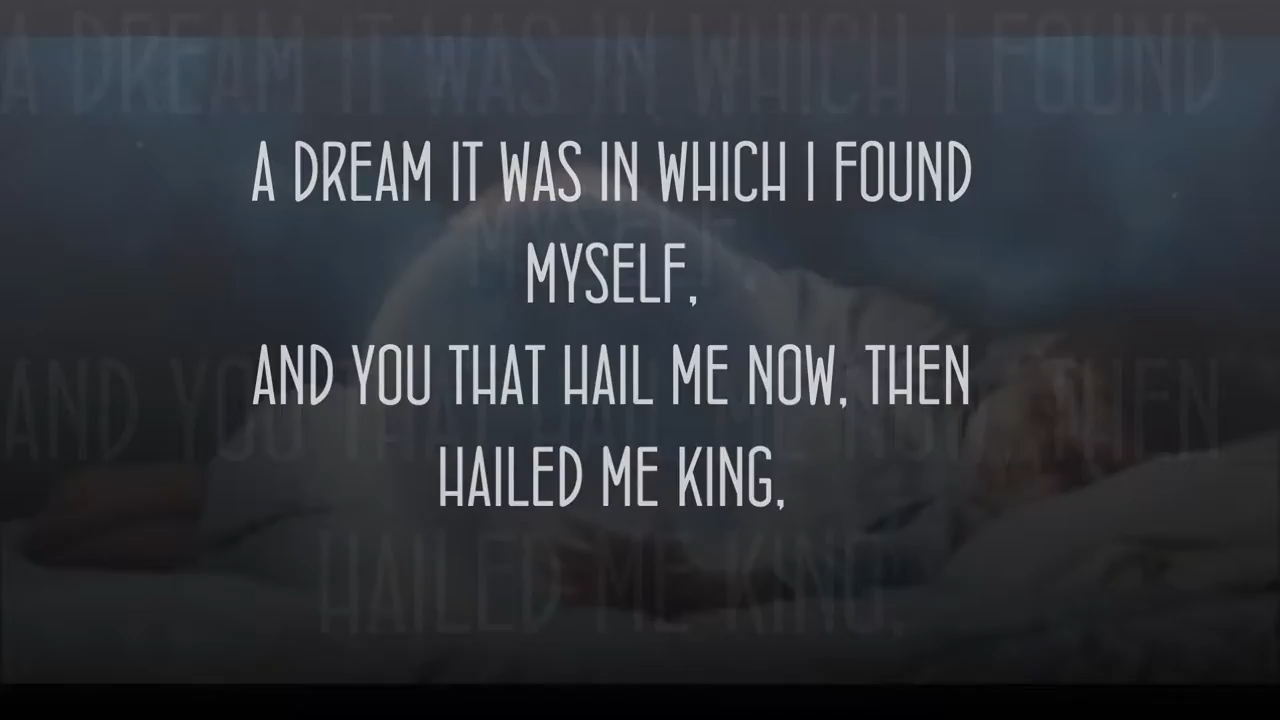 A DREAM IT WAS IN WHICH I FOUND
MYSELF,
AND YOU THAT HAIL ME NOW, THEN
HAILED ME KING,